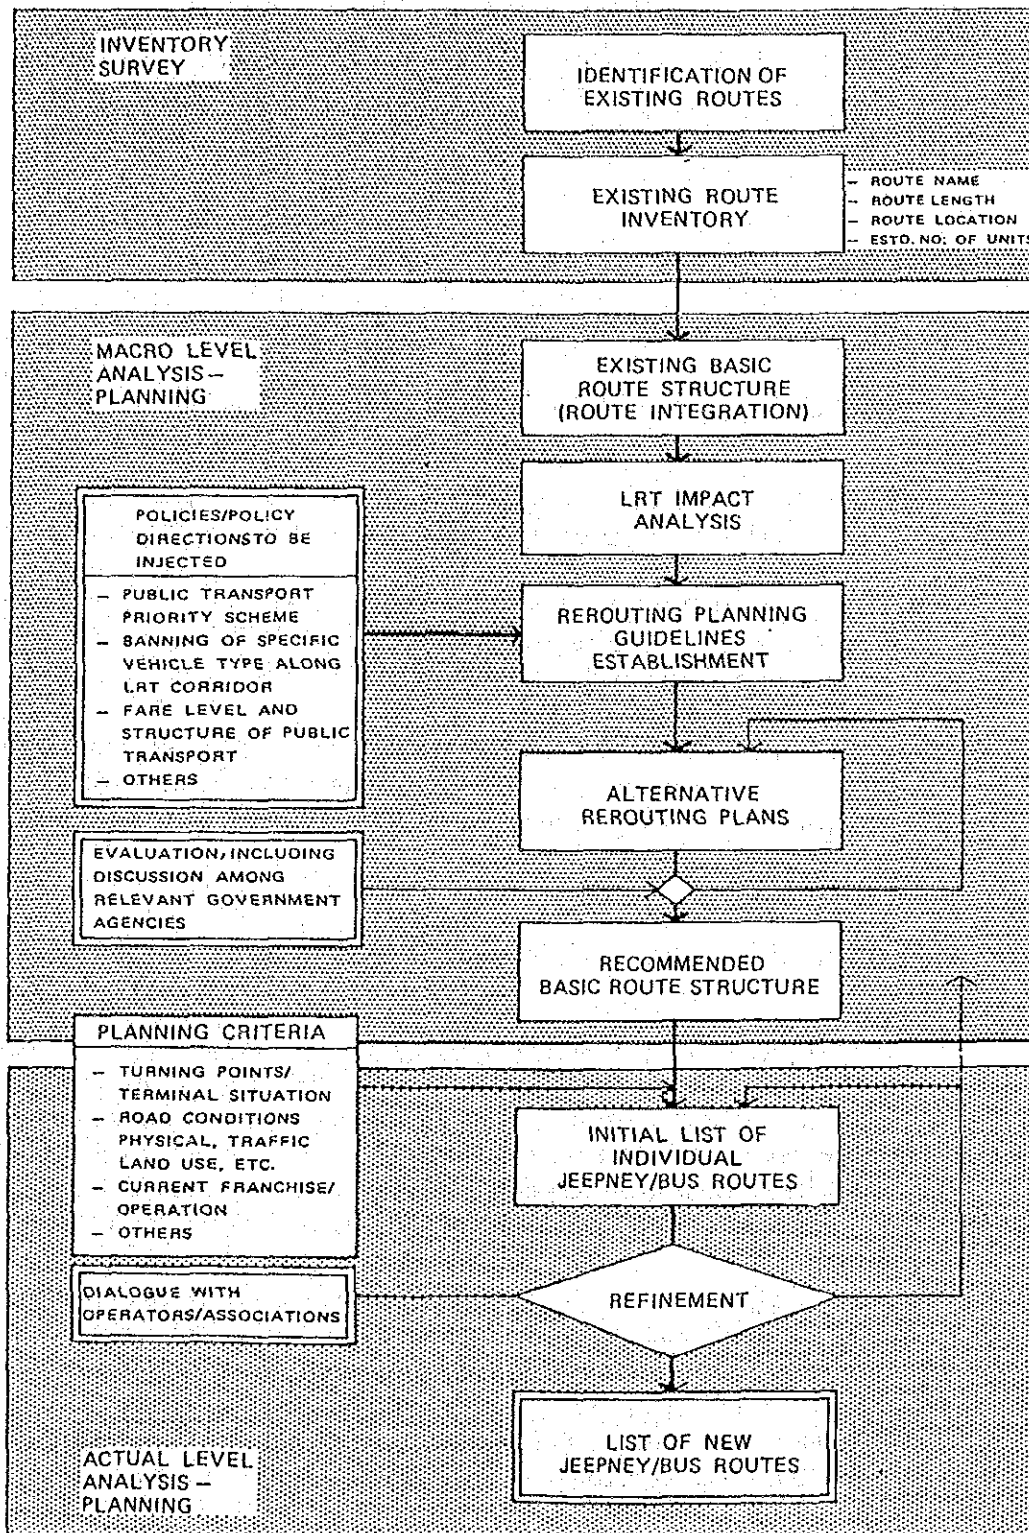 INVENTORY
SURVEY
IDENTIFICATION OF
EXISTING ROUTES
EXISTING ROUTE
INVENTORY
– ROUTE NAME
– ROUTE LENGTH
– ROUTE LOCATION
– ESTD. NO. OF UNITS
MACRO LEVEL
ANALYSIS –
PLANNING
EXISTING BASIC
ROUTE STRUCTURE
(ROUTE INTEGRATION)
LRT IMPACT
ANALYSIS
POLICIES/POLICY
DIRECTIONS TO BE
INJECTED
– PUBLIC TRANSPORT
PRIORITY SCHEME
– BANNING OF SPECIFIC
VEHICLE TYPE ALONG
LRT CORRIDOR
– FARE LEVEL AND
STRUCTURE OF PUBLIC
TRANSPORT
– OTHERS
REROUTING PLANNING
GUIDELINES
ESTABLISHMENT
ALTERNATIVE
REROUTING PLANS
EVALUATION, INCLUDING
DISCUSSION AMONG
RELEVANT GOVERNMENT
AGENCIES
RECOMMENDED
BASIC ROUTE STRUCTURE
PLANNING CRITERIA
– TURNING POINTS/
TERMINAL SITUATION
– ROAD CONDITIONS
PHYSICAL, TRAFFIC
LAND USE, ETC.
– CURRENT FRANCHISE/
OPERATION
– OTHERS
INITIAL LIST OF
INDIVIDUAL
JEEPNEY/BUS ROUTES
DIALOGUE WITH
OPERATORS/ASSOCIATIONS
REFINEMENT
LIST OF NEW
JEEPNEY/BUS ROUTES
ACTUAL LEVEL
ANALYSIS –
PLANNING